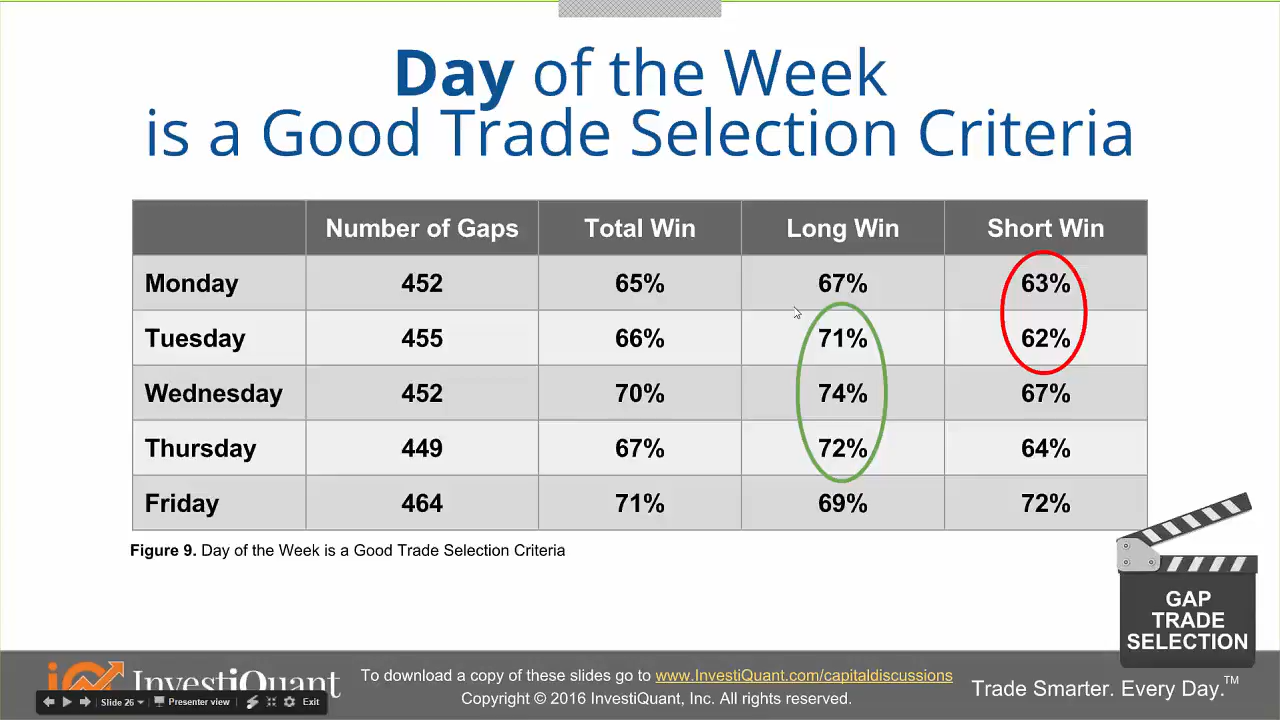 Day of the Week
is a Good Trade Selection Criteria
Number of Gaps Total Win Long Win Short Win
Monday 452 65% 67% 63%
Tuesday 455 66% 71% 62%
Wednesday 452 70% 74% 67%
Thursday 449 67% 72% 64%
Friday 464 71% 69% 72%
Figure 9. Day of the Week is a Good Trade Selection Criteria
GAP
TRADE
SELECTION
InvestiQuant
To download a copy of these slides go to www.InvestiQuant.com/capitaldiscussions
Copyright © 2016 InvestiQuant, Inc. All rights reserved.
Trade Smarter. Every Day.™
Slide 26 Presenter view Exit